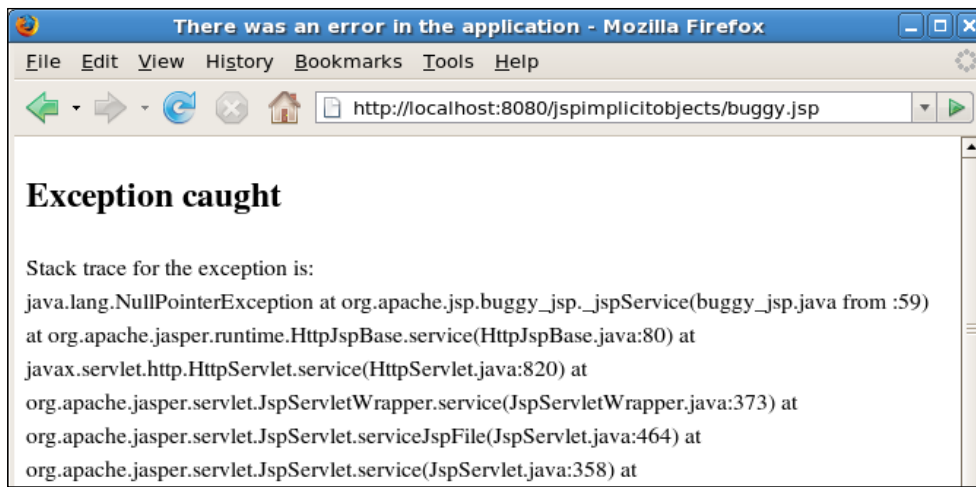 There was an error in the application - Mozilla Firefox
File Edit View History Bookmarks Tools Help
http://localhost:8080/jspimplicitobjects/buggy.jsp
Exception caught
Stack trace for the exception is:
java.lang.NullPointerException at org.apache.jsp.buggy_jsp._jspService(buggy_jsp.java from :59)
at org.apache.jasper.runtime.HttpJspBase.service(HttpJspBase.java:80) at
javax.servlet.http.HttpServlet.service(HttpServlet.java:820) at
org.apache.jasper.servlet.JspServletWrapper.service(JspServletWrapper.java:373) at
org.apache.jasper.servlet.JspServlet.serviceJspFile(JspServlet.java:464) at
org.apache.jasper.servlet.JspServlet.service(JspServlet.java:358) at